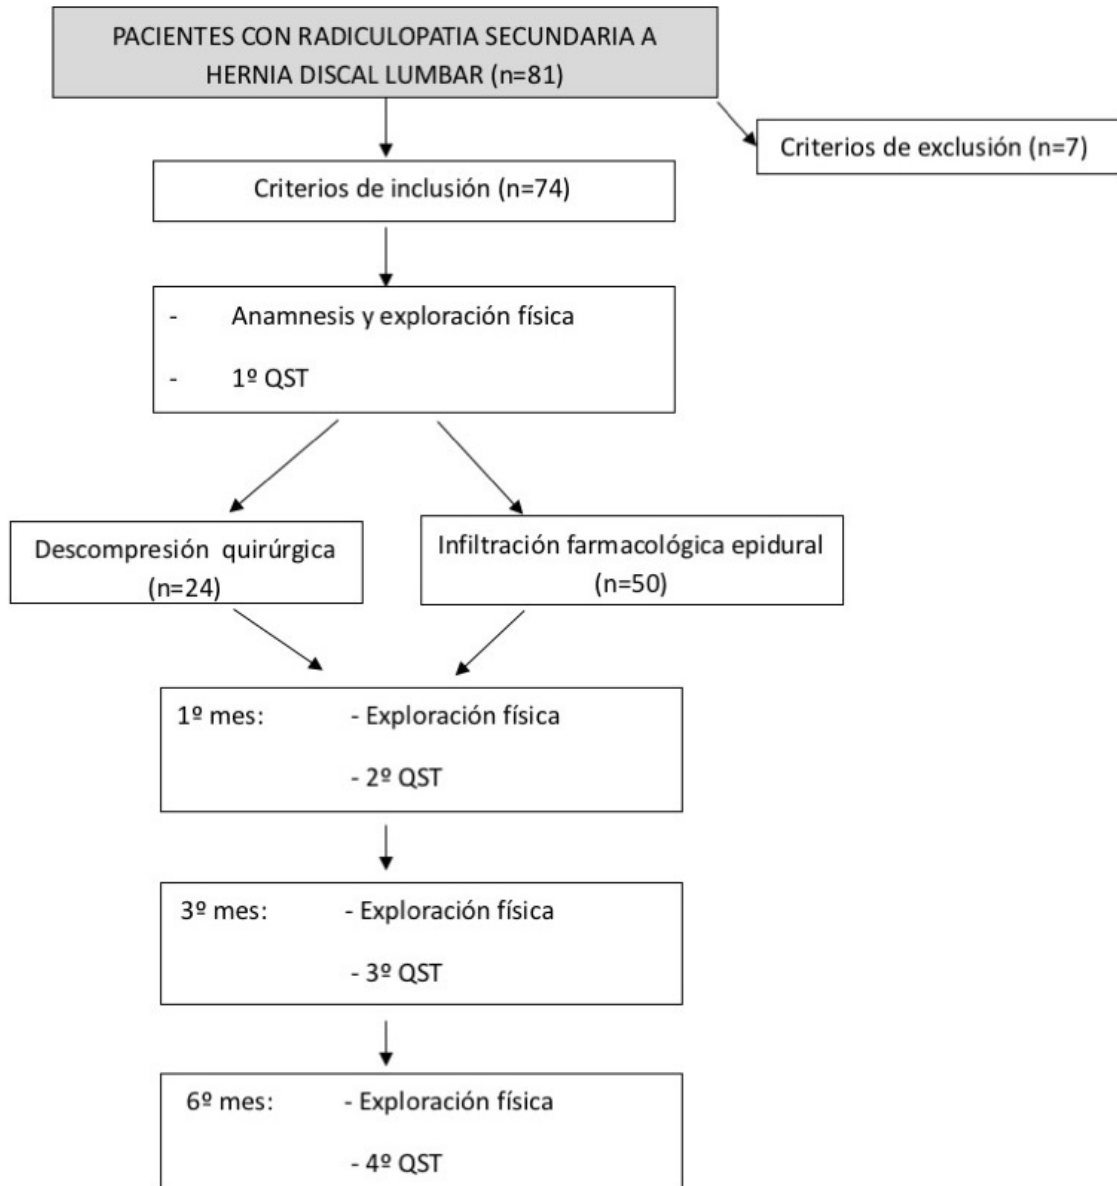 PACIENTES CON RADICULOPATIA SECUNDARIA A
HERNIA DISCAL LUMBAR (n=81)
Criterios de exclusión (n=7)
Criterios de inclusión (n=74)
- Anamnesis y exploración física
- 1º QST
Descompresión quirúrgica
(n=24)
Infiltración farmacológica epidural
(n=50)
1º mes: - Exploración física
- 2º QST
3º mes: - Exploración física
- 3º QST
6º mes: - Exploración física
- 4º QST